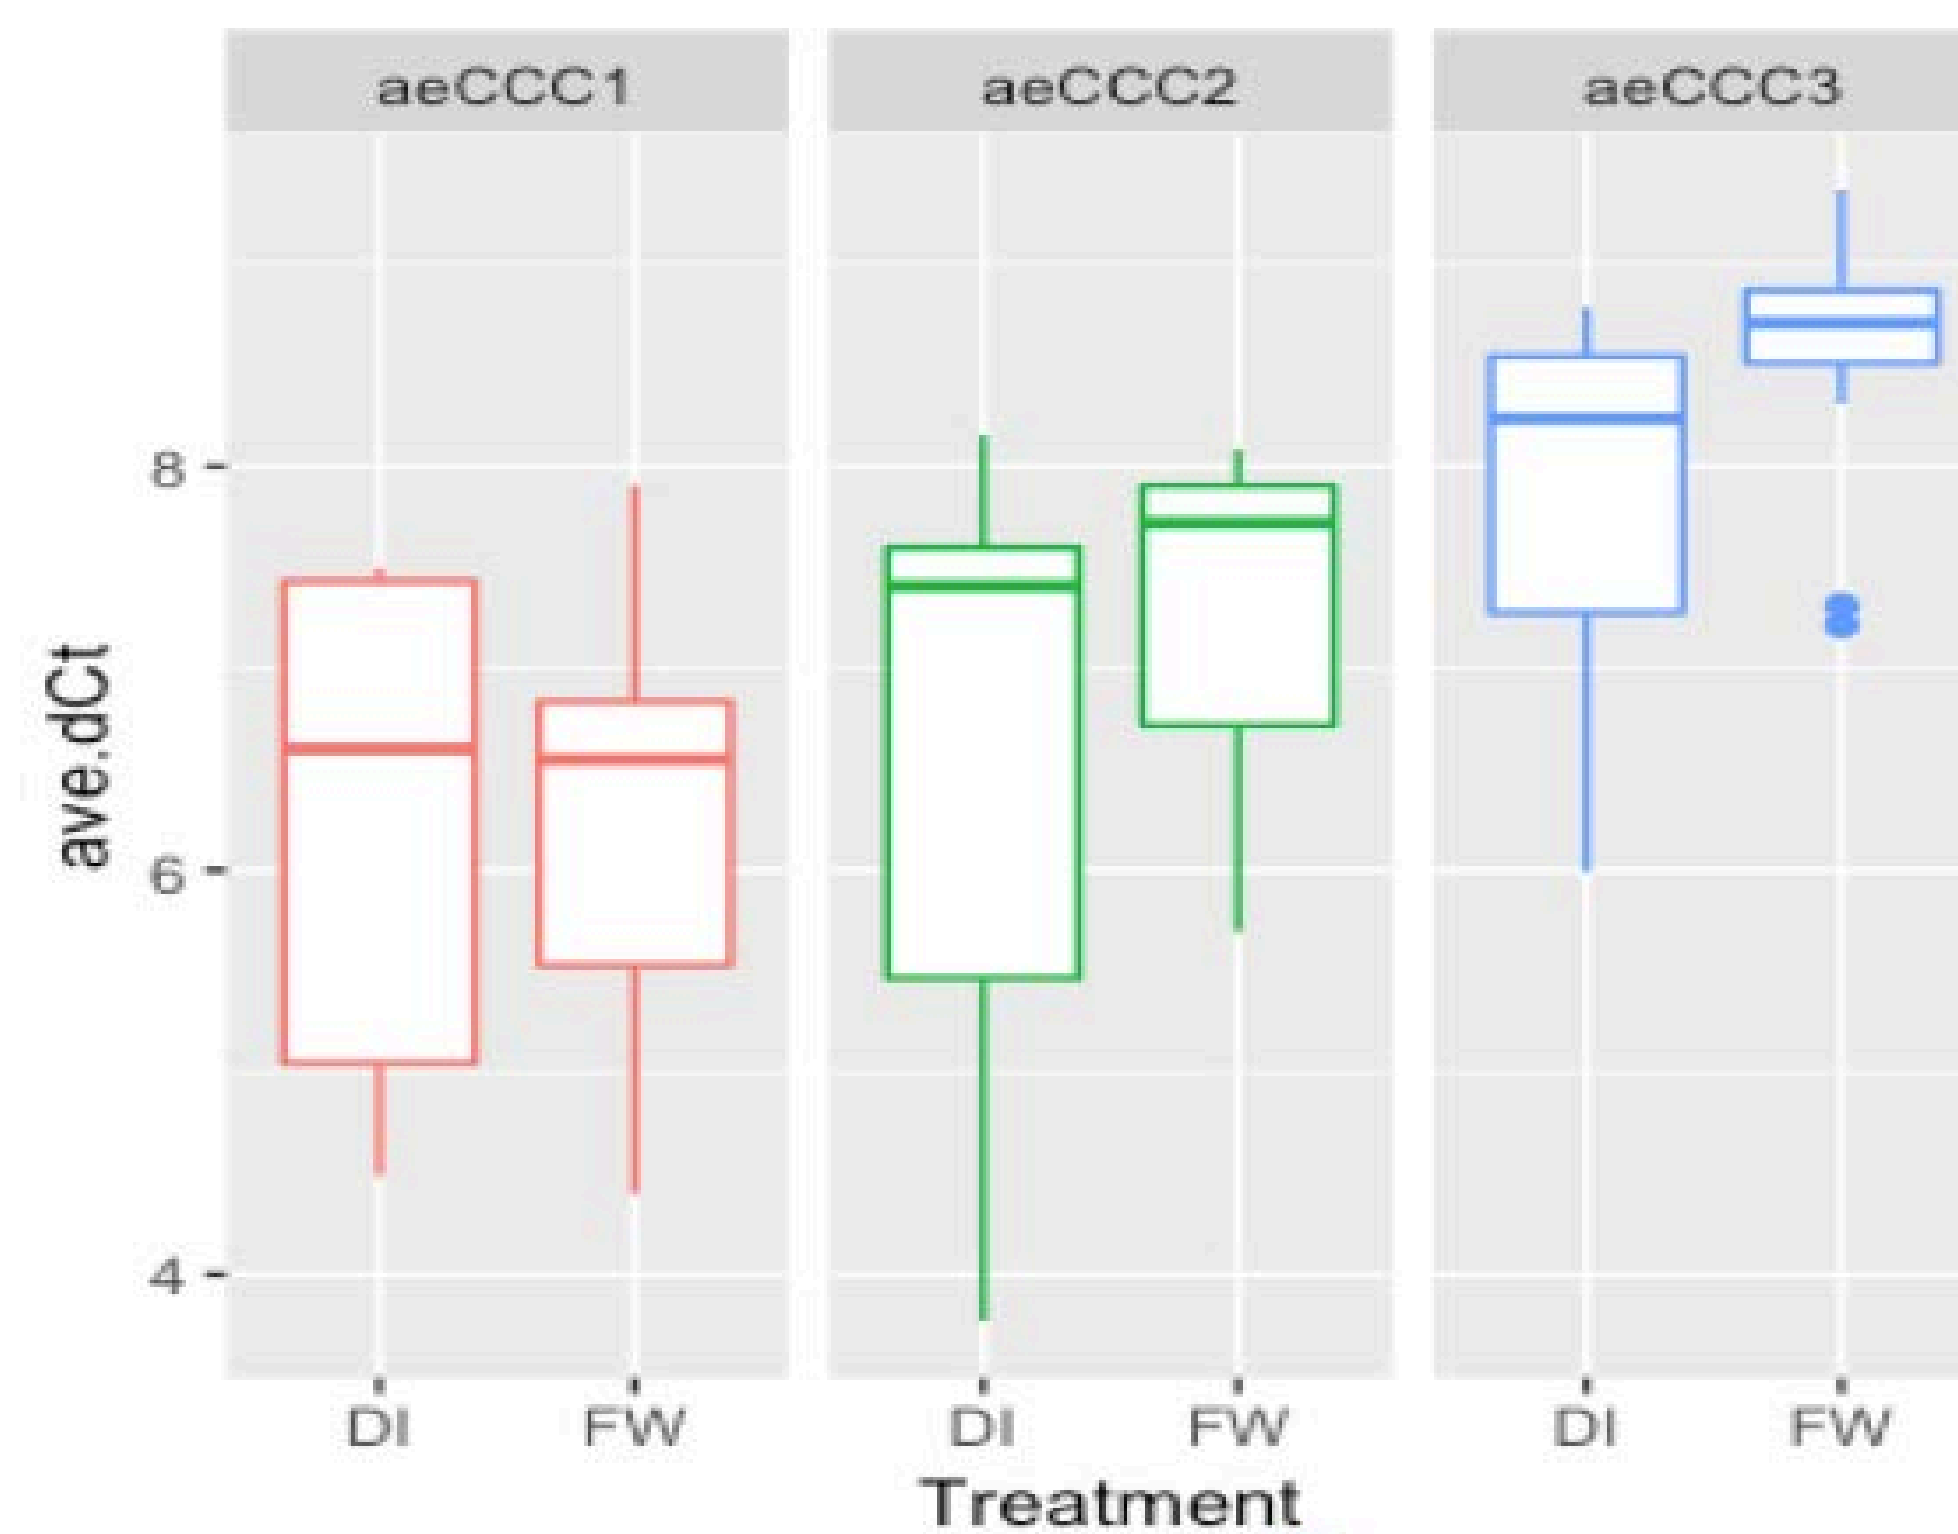 aeCCC1 aeCCC2 aeCCC3
ave.dCt
8
6
4
DI FW DI FW DI FW
Treatment